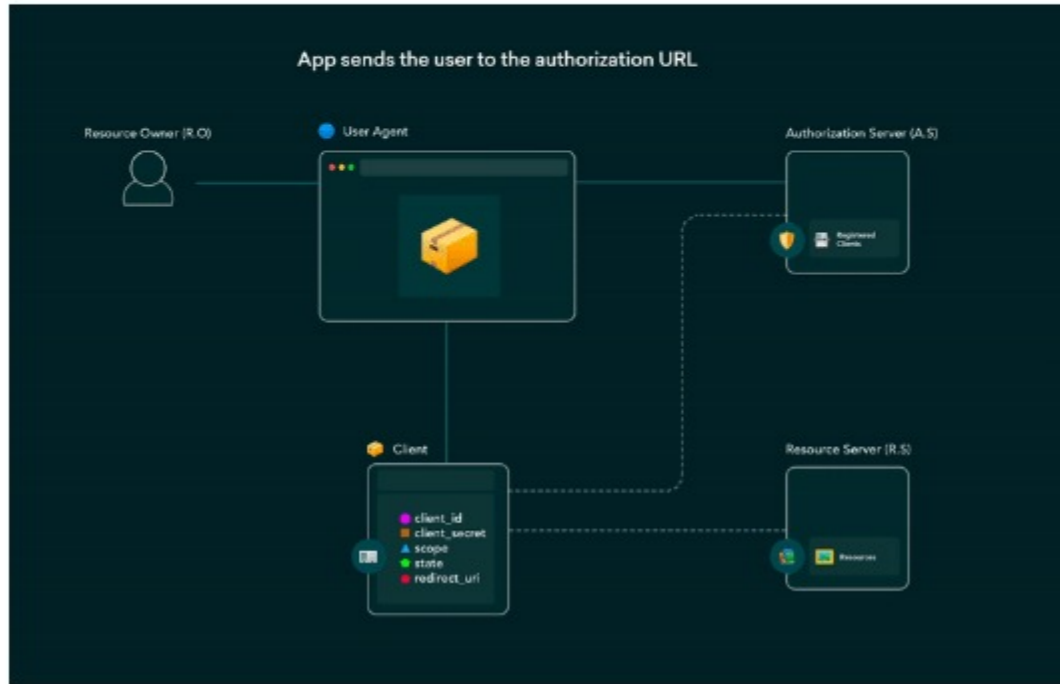 App sends the user to the authorization URL
Resource Owner (R.O)
User Agent
Authorization Server (A.S)
Registered
Clients
Client
client_id
client_secret
scope
state
redirect_uri
Resource Server (R.S)
Resources